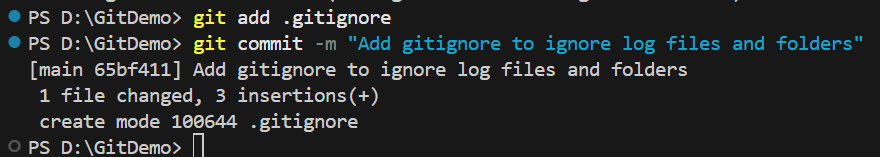 PS D:\GitDemo> git add .gitignore
PS D:\GitDemo> git commit -m "Add gitignore to ignore log files and folders"
[main 65bf411] Add gitignore to ignore log files and folders
 1 file changed, 3 insertions(+)
 create mode 100644 .gitignore
PS D:\GitDemo>